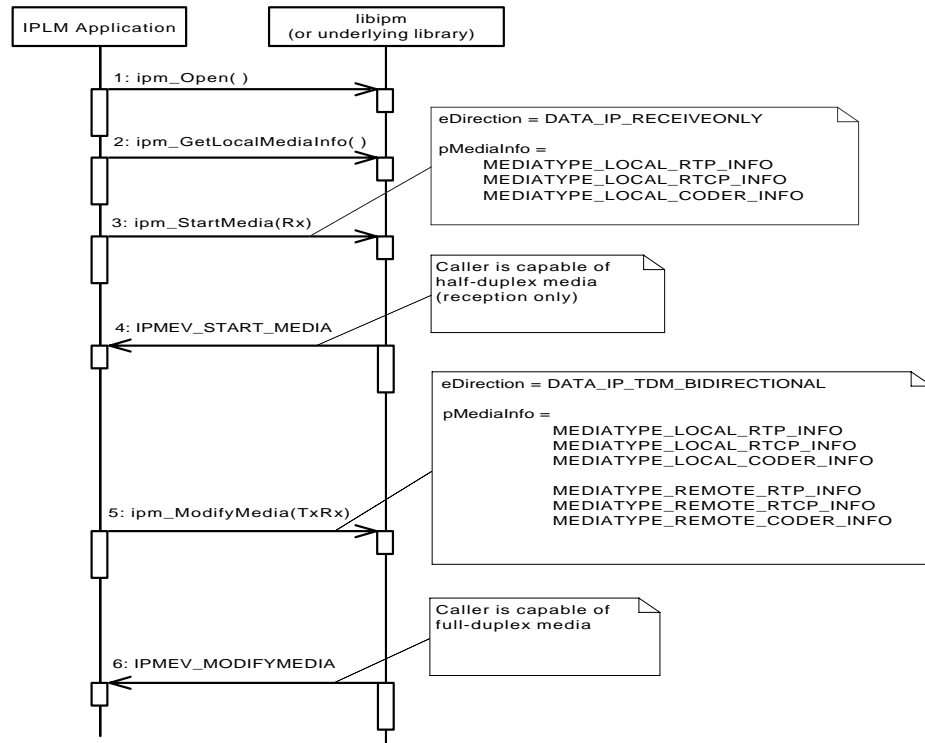 IPLM Application
libipm
(or underlying library)
1: ipm_Open( )
eDirection = DATA_IP_RECEIVEONLY
pMediaInfo =
MEDIATYPE_LOCAL_RTP_INFO
MEDIATYPE_LOCAL_RTCP_INFO
MEDIATYPE_LOCAL_CODER_INFO
2: ipm_GetLocalMediaInfo( )
3: ipm_StartMedia(Rx)
Caller is capable of
half-duplex media
(reception only)
4: IPMEV_START_MEDIA
eDirection = DATA_IP_TDM_BIDIRECTIONAL
pMediaInfo =
MEDIATYPE_LOCAL_RTP_INFO
MEDIATYPE_LOCAL_RTCP_INFO
MEDIATYPE_LOCAL_CODER_INFO
MEDIATYPE_REMOTE_RTP_INFO
MEDIATYPE_REMOTE_RTCP_INFO
MEDIATYPE_REMOTE_CODER_INFO
5: ipm_ModifyMedia(TxRx)
Caller is capable of
full-duplex media
6: IPMEV_MODIFYMEDIA